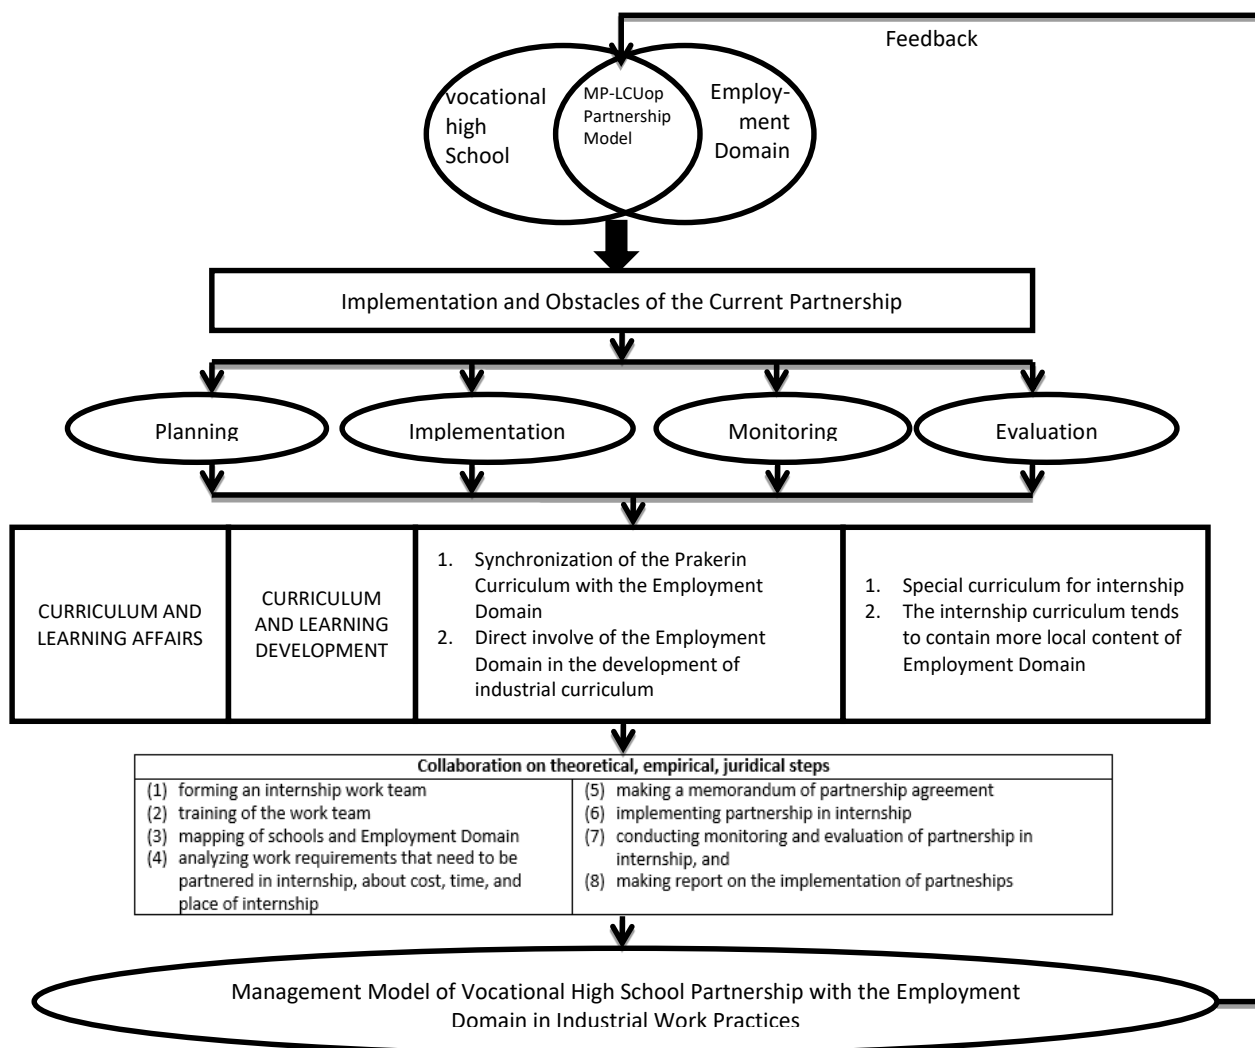 Feedback
vocational
high
School
MP-LCUop
Partnership
Model
Employ-
ment
Domain
Implementation and Obstacles of the Current Partnership
Planning
Implementation
Monitoring
Evaluation
CURRICULUM AND
LEARNING AFFAIRS
CURRICULUM
AND LEARNING
DEVELOPMENT
1. Synchronization of the Prakerin
Curriculum with the Employment
Domain
2. Direct involve of the Employment
Domain in the development of
industrial curriculum
1. Special curriculum for internship
2. The internship curriculum tends
to contain more local content of
Employment Domain
Collaboration on theoretical, empirical, juridical steps
(1) forming an internship work team
(2) training of the work team
(3) mapping of schools and Employment Domain
(4) analyzing work requirements that need to be
partnered in internship, about cost, time, and
place of internship
(5) making a memorandum of partnership agreement
(6) implementing partnership in internship
(7) conducting monitoring and evaluation of partnership in
internship, and
(8) making report on the implementation of partneships
Management Model of Vocational High School Partnership with the Employment
Domain in Industrial Work Practices